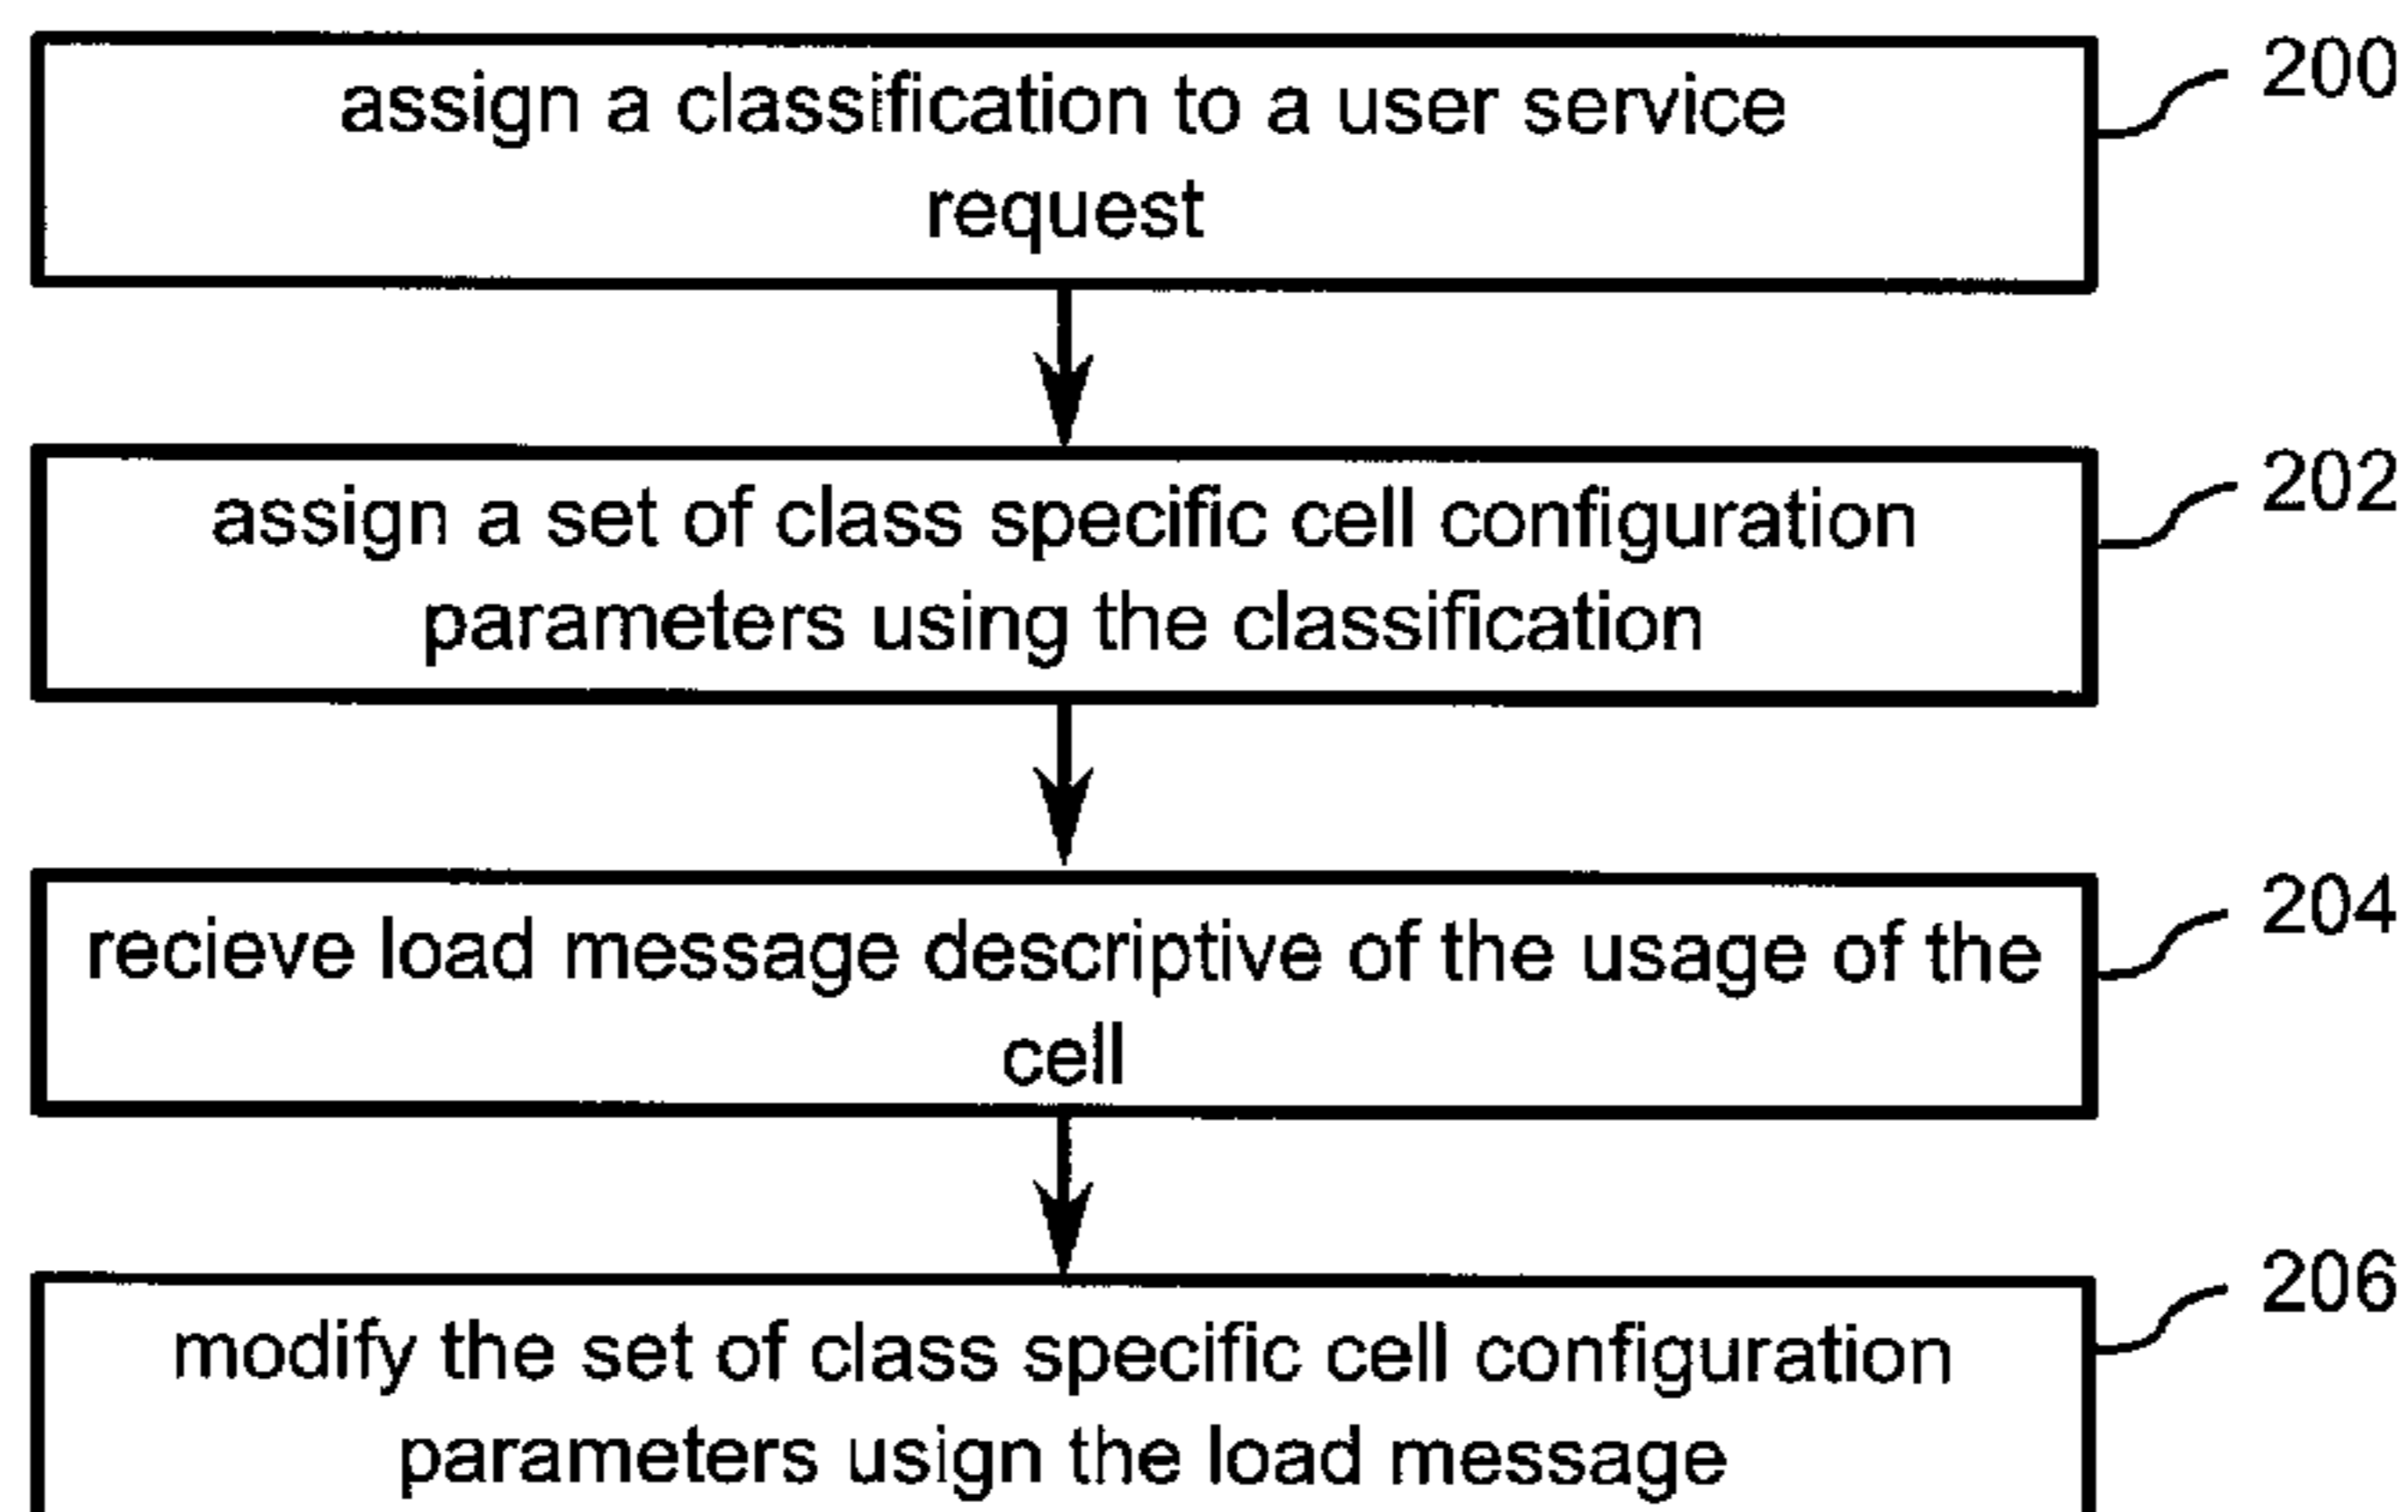 assign a classification to a user service
request
200
assign a set of class specific cell configuration
parameters using the classification
202
recieve load message descriptive of the usage of the
cell
204
modify the set of class specific cell configuration
parameters usign the load message
206